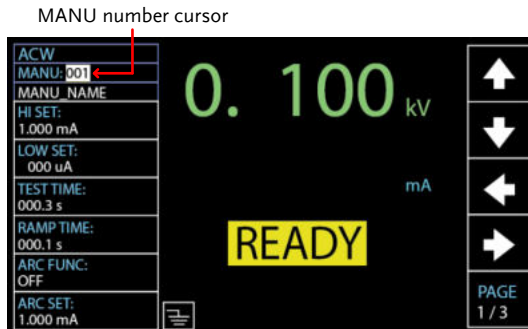 MANU number cursor
ACW
MANU: 001
MANU_NAME
HI SET:
1.000 mA
LOW SET:
000 uA
TEST TIME:
000.3 s
RAMP TIME:
000.1 s
ARC FUNC:
OFF
ARC SET:
1.000 mA
0. 100 kV
mA
READY
PAGE
1 / 3